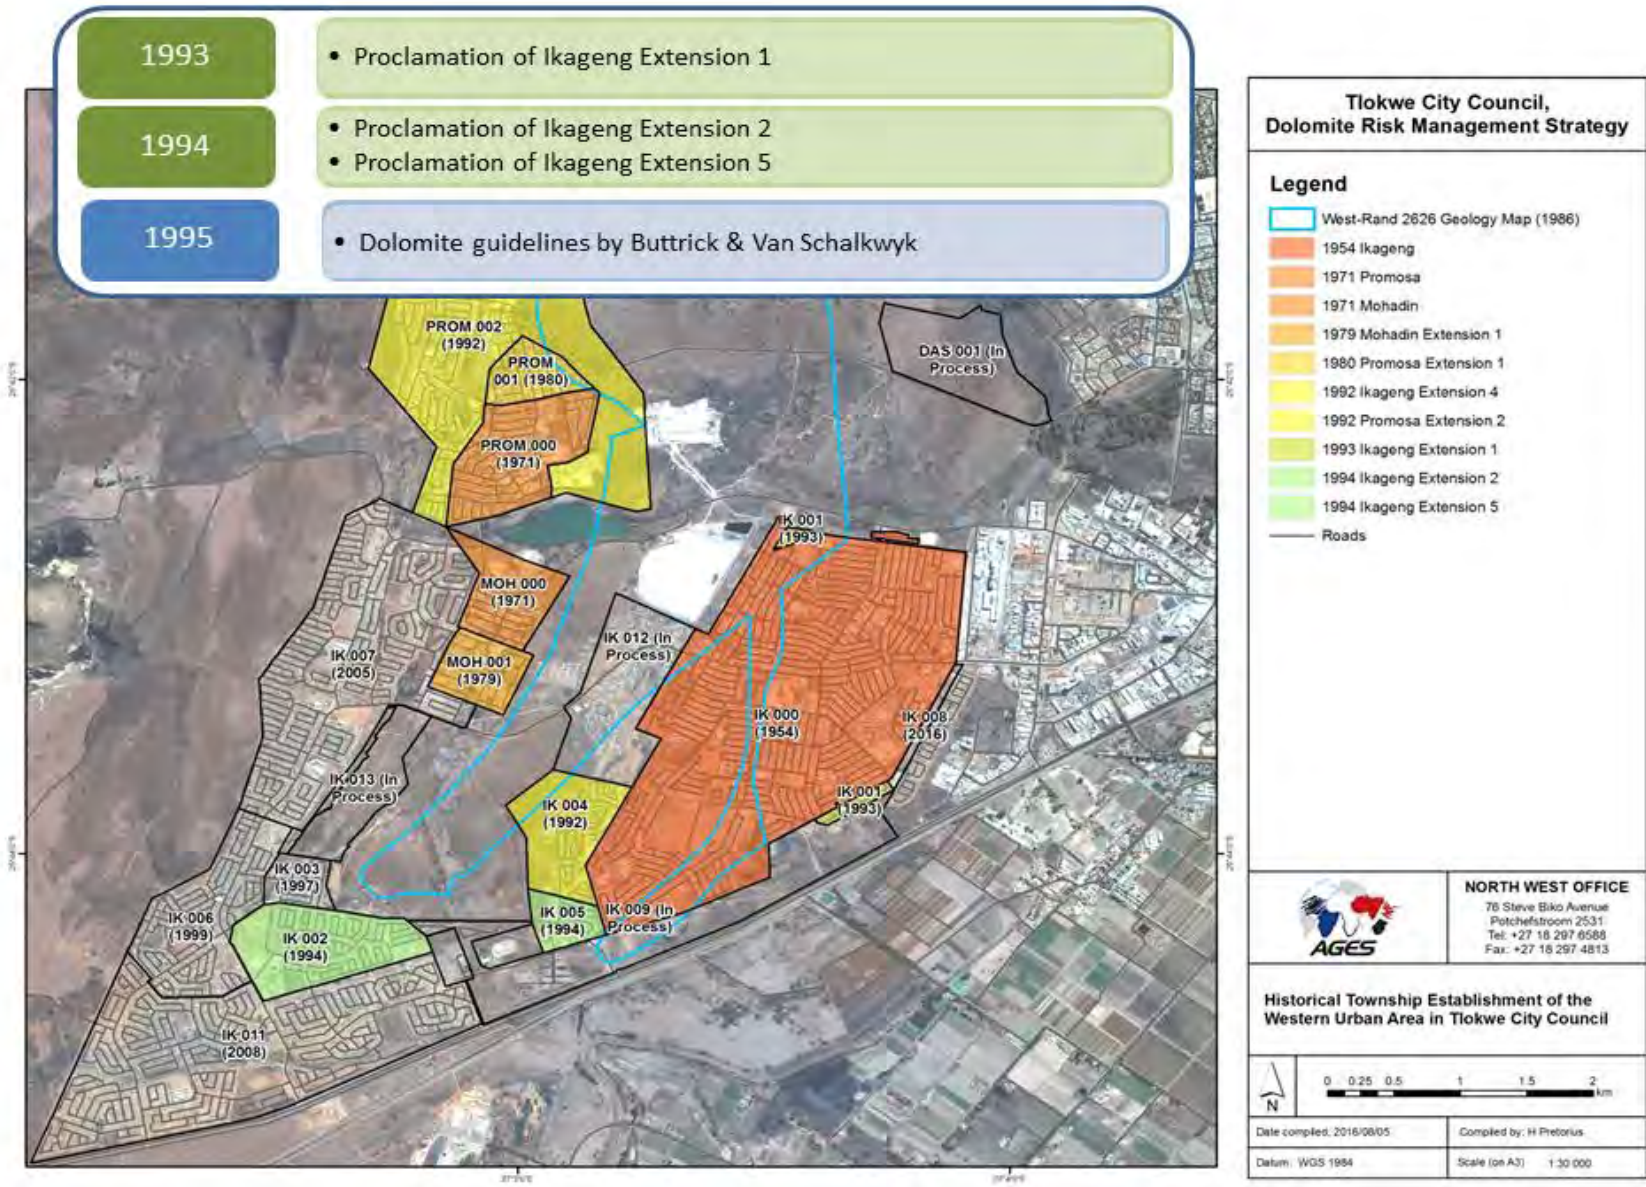 1993
• Proclamation of Ikageng Extension 1
1994
• Proclamation of Ikageng Extension 2
• Proclamation of Ikageng Extension 5
1995
• Dolomite guidelines by Buttrick & Van Schalkwyk
PROM 002
(1992)
PROM
001 (1980)
DAS 001 (In
Process)
PROM 000
(1971)
IK 001
(1993)
MOH 000
(1971)
IK 012 (In
Process)
IK 007
(2005)
MOH 001
(1979)
IK 000
(1954)
IK 008
(2016)
IK 013 (In
Process)
IK 004
(1992)
IK 001
(1993)
IK 003
(1997)
IK 006
(1999)
IK 005
(1994)
IK 009 (In
Process)
IK 002
(1994)
IK 011
(2008)
Tlokwe City Council,
Dolomite Risk Management Strategy
Legend
West-Rand 2626 Geology Map (1986)
1954 Ikageng
1971 Promosa
1971 Mohadin
1979 Mohadin Extension 1
1980 Promosa Extension 1
1992 Ikageng Extension 4
1992 Promosa Extension 2
1993 Ikageng Extension 1
1994 Ikageng Extension 2
1994 Ikageng Extension 5
Roads
AGES
NORTH WEST OFFICE
78 Steve Biko Avenue
Potchefstroom 2531
Tel: +27 18 297 6588
Fax: +27 18 297 4813
Historical Township Establishment of the
Western Urban Area in Tlokwe City Council
N
0 0.25 0.5 1 1.5 2
km
Date compiled: 2016/08/05
Compiled by: H Pretorius
Datum: WGS 1984
Scale (on A3) 1:30 000